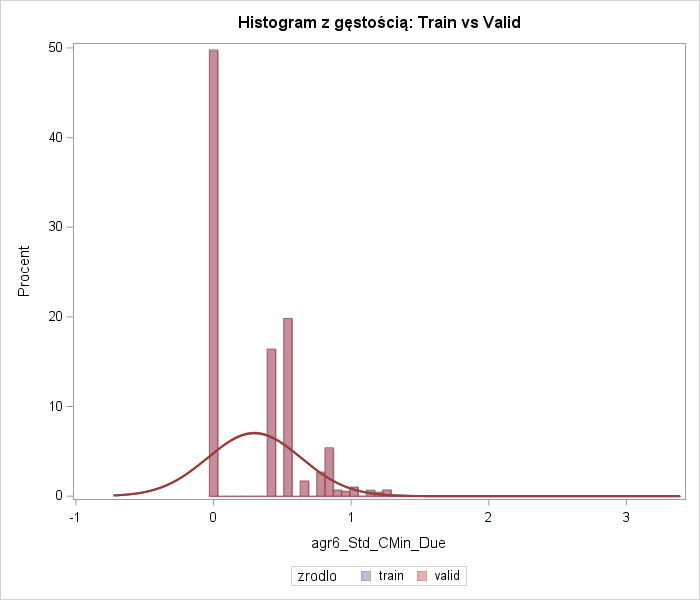 Histogram z gęstością: Train vs Valid
50
40
30
20
10
0
Procent
-1 0 1 2 3
agr6_Std_CMin_Due
zrodlo train valid